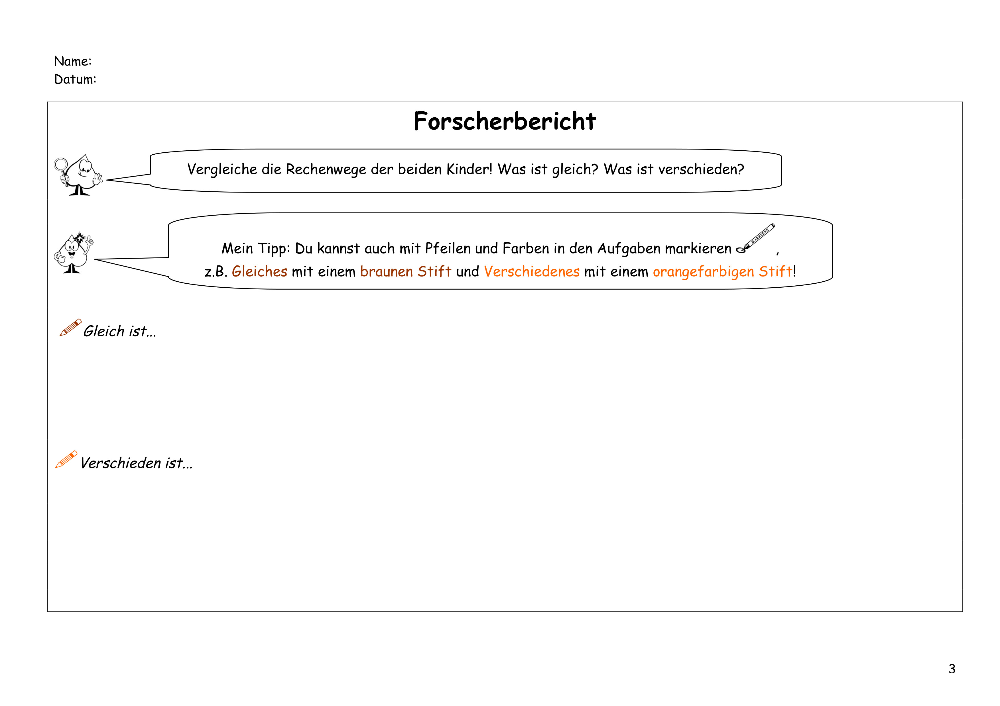 Name:
Datum:
Forscherbericht
Vergleiche die Rechenwege der beiden Kinder! Was ist gleich? Was ist verschieden?
Mein Tipp: Du kannst auch mit Pfeilen und Farben in den Aufgaben markieren MARKIERE ,
z.B. Gleiches mit einem braunen Stift und Verschiedenes mit einem orangefarbigen Stift!
Gleich ist...
Verschieden ist...
3